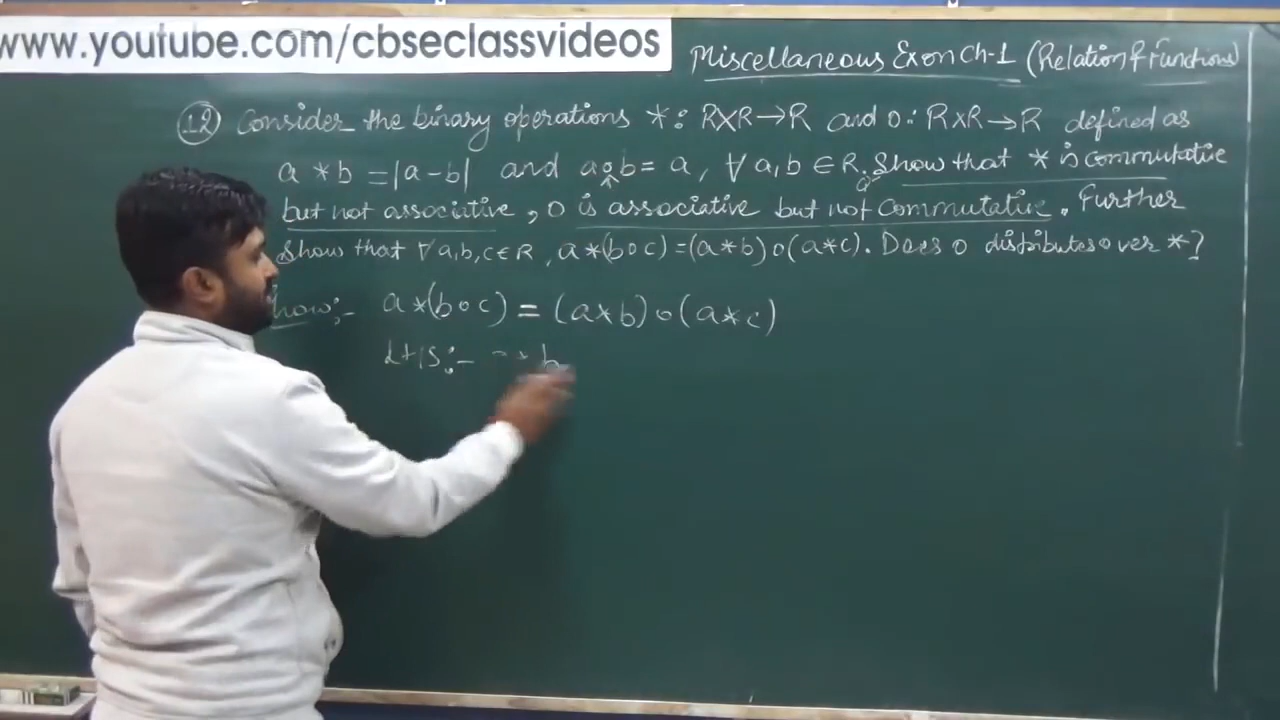 www.youtube.com/cbseclassvideos
Miscellaneous Ex on Ch-1 (Relation & Functions)
(12) Consider the binary operations *: R×R→R and o: R×R→R defined as
a * b = |a-b| and a o b = a, ∀ a,b ∈ R. Show that * is commutative
but not associative, o is associative but not commutative. Further
Show that ∀ a,b,c ∈ R, a*(b o c) = (a*b) o (a*c). Does o distributes over *?
how:- a*(b o c) = (a*b) o (a*c)
LHS:- * b